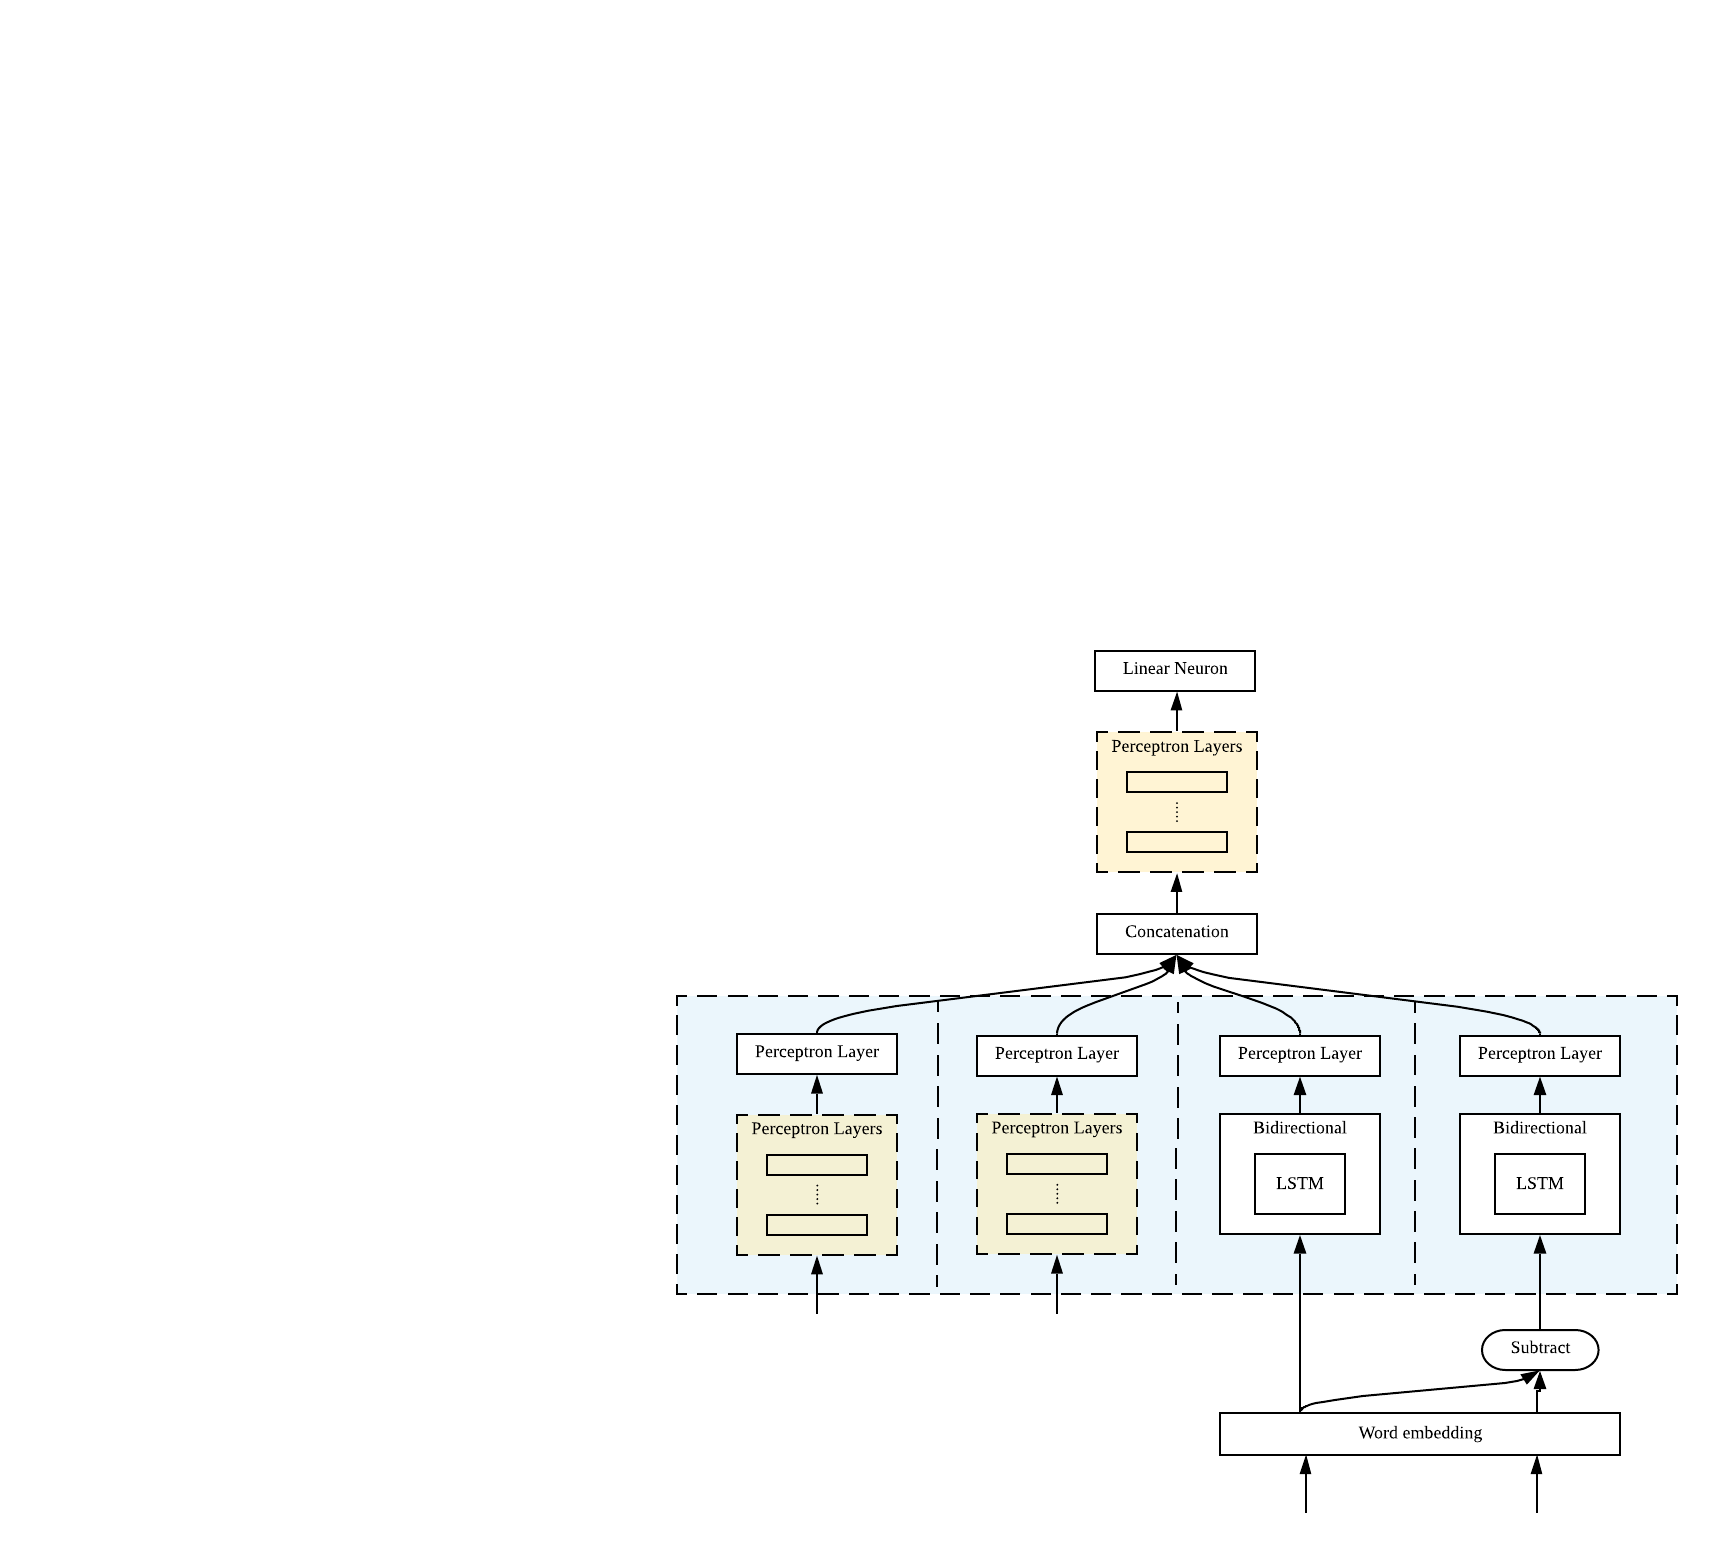 Linear Neuron
Perceptron Layers
Concatenation
Perceptron Layer
Perceptron Layer
Perceptron Layer
Perceptron Layer
Perceptron Layers
Perceptron Layers
Bidirectional
Bidirectional
LSTM
LSTM
Subtract
Word embedding